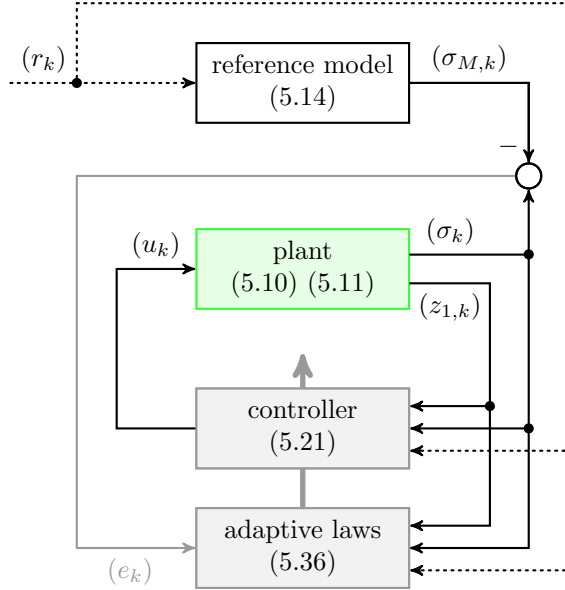 (r_k)
reference model
(5.14)
(σ_{M,k})
−
(u_k)
plant
(5.10) (5.11)
(σ_k)
(z_{1,k})
controller
(5.21)
adaptive laws
(5.36)
(e_k)